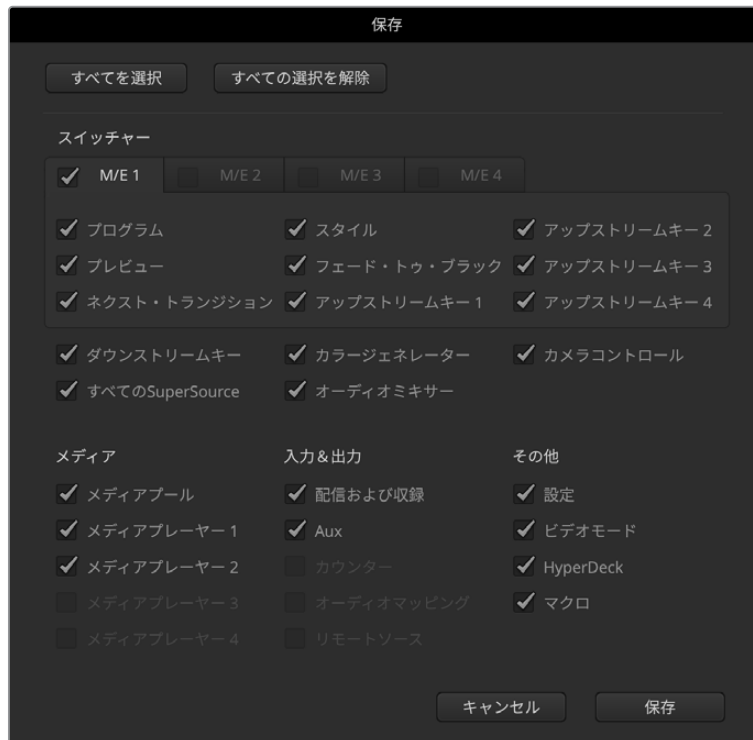 保存
すべてを選択 すべての選択を解除
スイッチャー
M/E 1 M/E 2 M/E 3 M/E 4
プログラム スタイル アップストリームキー 2
プレビュー フェード・トゥ・ブラック アップストリームキー 3
ネクスト・トランジション アップストリームキー 1 アップストリームキー 4
ダウンストリームキー カラージェネレーター カメラコントロール
すべてのSuperSource オーディオミキサー
メディア 入力＆出力 その他
メディアプール 配信および収録 設定
メディアプレーヤー 1 Aux ビデオモード
メディアプレーヤー 2 カウンター HyperDeck
メディアプレーヤー 3 オーディオマッピング マクロ
メディアプレーヤー 4 リモートソース
キャンセル 保存